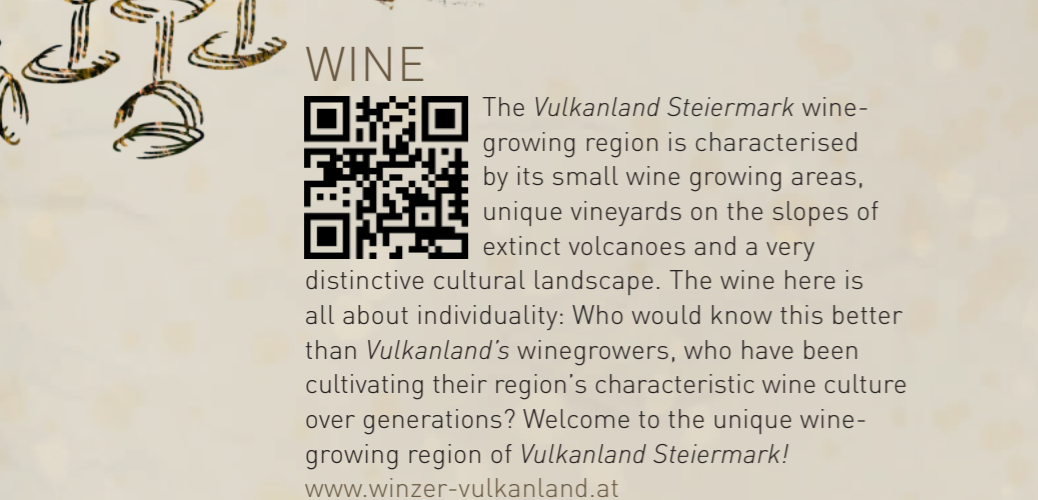 WINE
The Vulkanland Steiermark wine-
growing region is characterised
by its small wine growing areas,
unique vineyards on the slopes of
extinct volcanoes and a very
distinctive cultural landscape. The wine here is
all about individuality: Who would know this better
than Vulkanland’s winegrowers, who have been
cultivating their region’s characteristic wine culture
over generations? Welcome to the unique wine-
growing region of Vulkanland Steiermark!
www.winzer-vulkanland.at